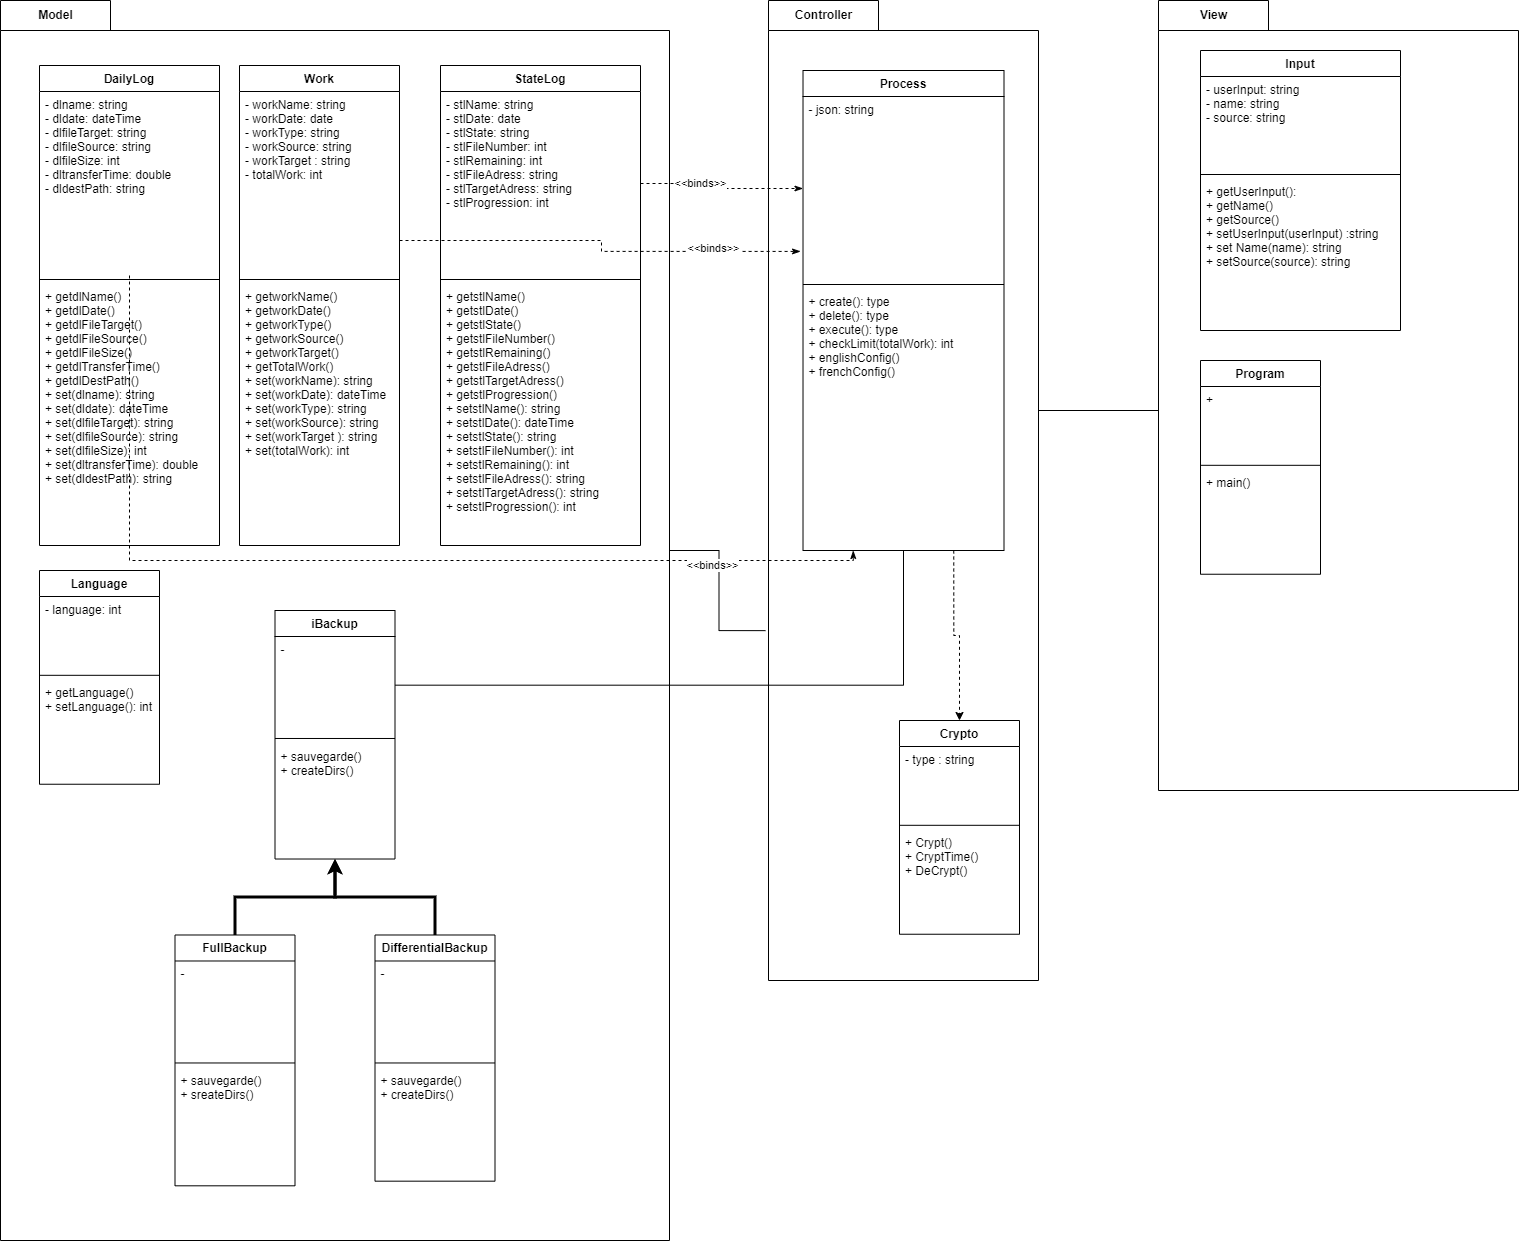 Model
DailyLog
- dlname: string
- dldate: dateTime
- dlfileTarget: string
- dlfileSource: string
- dlfileSize: int
- dltransferTime: double
- dldestPath: string
+ getdlName()
+ getdlDate()
+ getdlFileTarget()
+ getdlFileSource()
+ getdlFileSize()
+ getdlTransferTime()
+ getdlDestPath()
+ set(dlname): string
+ set(dldate): dateTime
+ set(dlfileTarget): string
+ set(dlfileSource): string
+ set(dlfileSize): int
+ set(dltransferTime): double
+ set(dldestPath): string
Work
- workName: string
- workDate: date
- workType: string
- workSource: string
- workTarget : string
- totalWork: int
+ getworkName()
+ getworkDate()
+ getworkType()
+ getworkSource()
+ getworkTarget()
+ getTotalWork()
+ set(workName): string
+ set(workDate): dateTime
+ set(workType): string
+ set(workSource): string
+ set(workTarget ): string
+ set(totalWork): int
StateLog
- stlName: string
- stlDate: date
- stlState: string
- stlFileNumber: int
- stlRemaining: int
- stlFileAdress: string
- stlTargetAdress: string
- stlProgression: int
+ getstlName()
+ getstlDate()
+ getstlState()
+ getstlFileNumber()
+ getstlRemaining()
+ getstlFileAdress()
+ getstlTargetAdress()
+ getstlProgression()
+ setstlName(): string
+ setstlDate(): dateTime
+ setstlState(): string
+ setstlFileNumber(): int
+ setstlRemaining(): int
+ setstlFileAdress(): string
+ setstlTargetAdress(): string
+ setstlProgression(): int
<<binds>>
<<binds>>
<<binds>>
Language
- language: int
+ getLanguage()
+ setLanguage(): int
iBackup
-
+ sauvegarde()
+ createDirs()
FullBackup
-
+ sauvegarde()
+ sreateDirs()
DifferentialBackup
-
+ sauvegarde()
+ createDirs()
Controller
Process
- json: string
+ create(): type
+ delete(): type
+ execute(): type
+ checkLimit(totalWork): int
+ englishConfig()
+ frenchConfig()
Crypto
- type : string
+ Crypt()
+ CryptTime()
+ DeCrypt()
View
Input
- userInput: string
- name: string
- source: string
+ getUserInput():
+ getName()
+ getSource()
+ setUserInput(userInput) :string
+ set Name(name): string
+ setSource(source): string
Program
+
+ main()